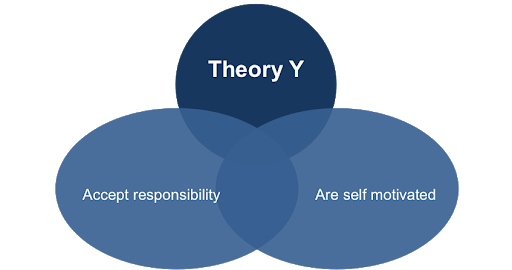 Theory Y
Accept responsibility
Are self motivated